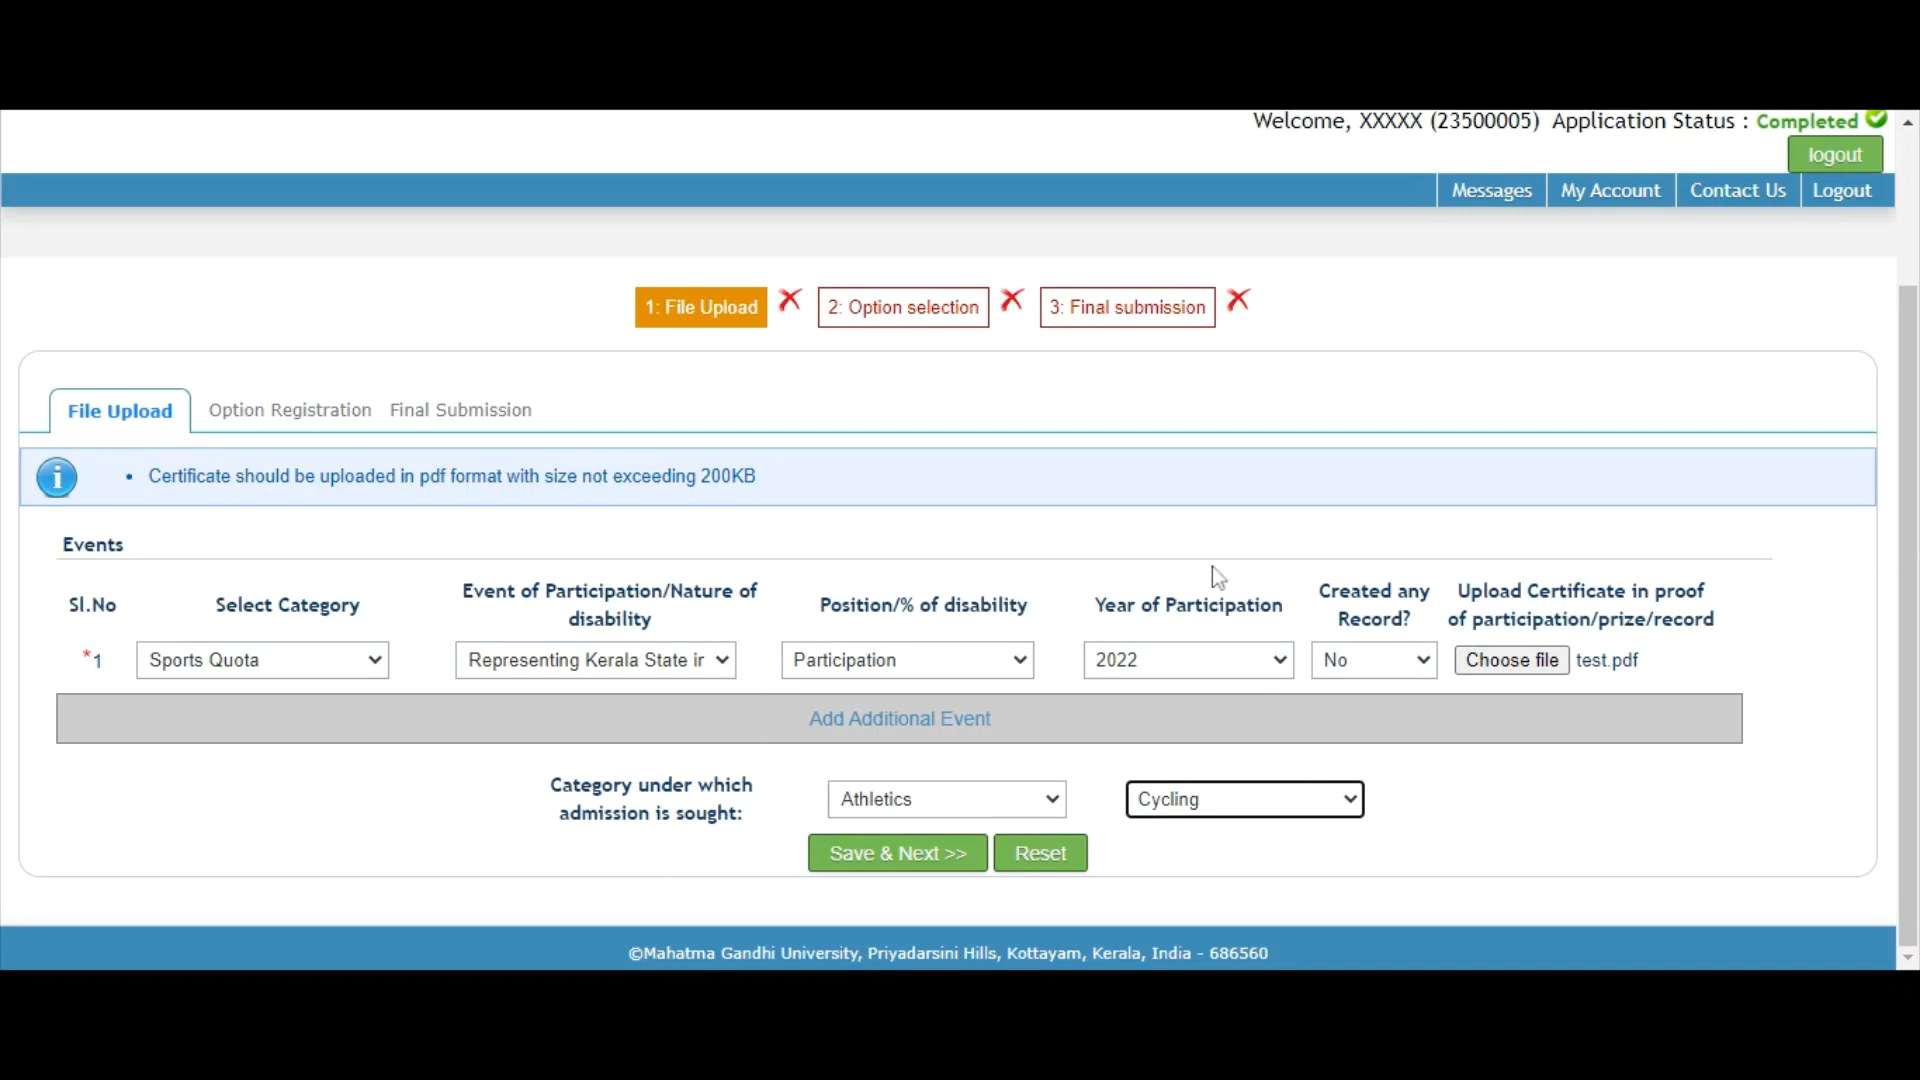 Welcome, XXXXX (23500005) Application Status : Completed
logout
Messages My Account Contact Us Logout
1: File Upload 2: Option selection 3: Final submission
File Upload Option Registration Final Submission
• Certificate should be uploaded in pdf format with size not exceeding 200KB
Events
Sl.No Select Category Event of Participation/Nature of disability Position/% of disability Year of Participation Created any Record? Upload Certificate in proof of participation/prize/record
*1 Sports Quota Representing Kerala State ir Participation 2022 No Choose file test.pdf
Add Additional Event
Category under which admission is sought: Athletics Cycling
Save & Next >> Reset
©Mahatma Gandhi University, Priyadarsini Hills, Kottayam, Kerala, India - 686560